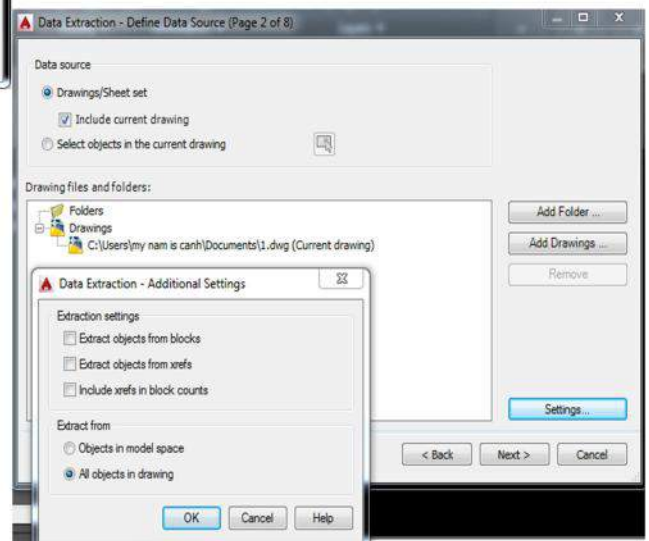 Data Extraction - Define Data Source (Page 2 of 8)
Data source
Drawings/Sheet set
Include current drawing
Select objects in the current drawing
Drawing files and folders:
Folders
Drawings
C:\Users\my nam is canh\Documents\1.dwg (Current drawing)
Add Folder ...
Add Drawings ...
Remove
Settings...
< Back Next > Cancel
Data Extraction - Additional Settings
Extraction settings
Extract objects from blocks
Extract objects from xrefs
Include xrefs in block counts
Extract from
Objects in model space
All objects in drawing
OK Cancel Help